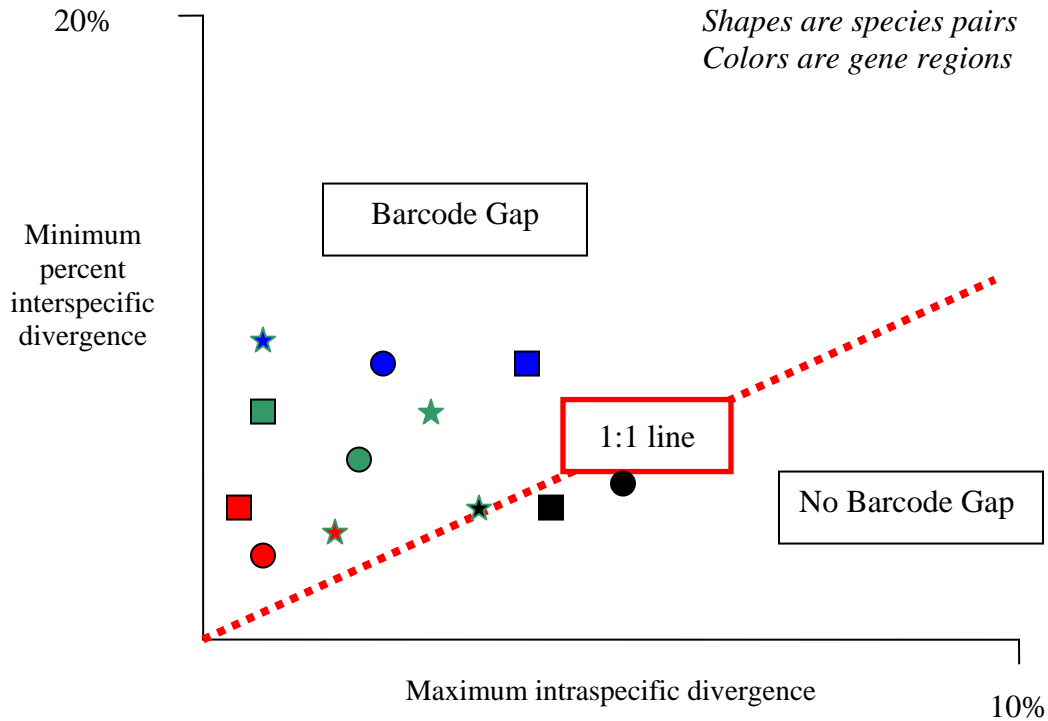 20%
Shapes are species pairs
Colors are gene regions
Barcode Gap
Minimum
percent
interspecific
divergence
1:1 line
No Barcode Gap
Maximum intraspecific divergence
10%